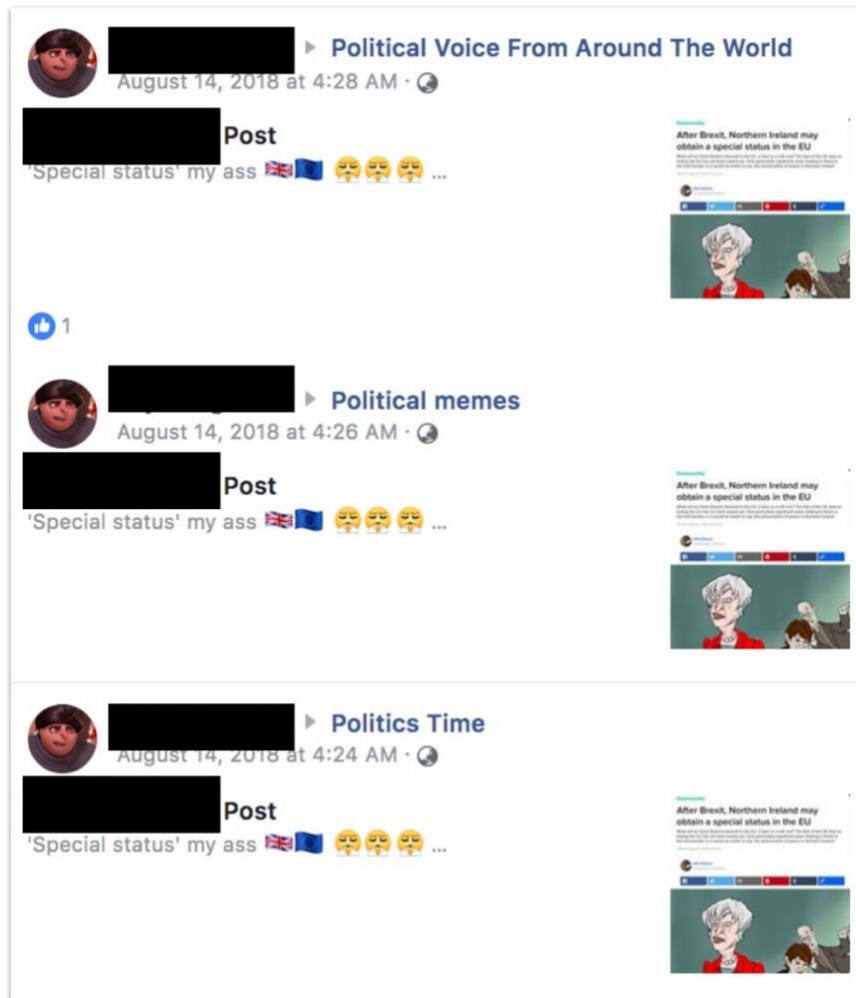 Political Voice From Around The World
August 14, 2018 at 4:28 AM ·
Post
'Special status' my ass 🇬🇧🇪🇺 😤😤😤 ...
Community
After Brexit, Northern Ireland may
obtain a special status in the EU
1
Political memes
August 14, 2018 at 4:26 AM ·
Post
'Special status' my ass 🇬🇧🇪🇺 😤😤😤 ...
Community
After Brexit, Northern Ireland may
obtain a special status in the EU
Politics Time
August 14, 2018 at 4:24 AM ·
Post
'Special status' my ass 🇬🇧🇪🇺 😤😤😤 ...
Community
After Brexit, Northern Ireland may
obtain a special status in the EU